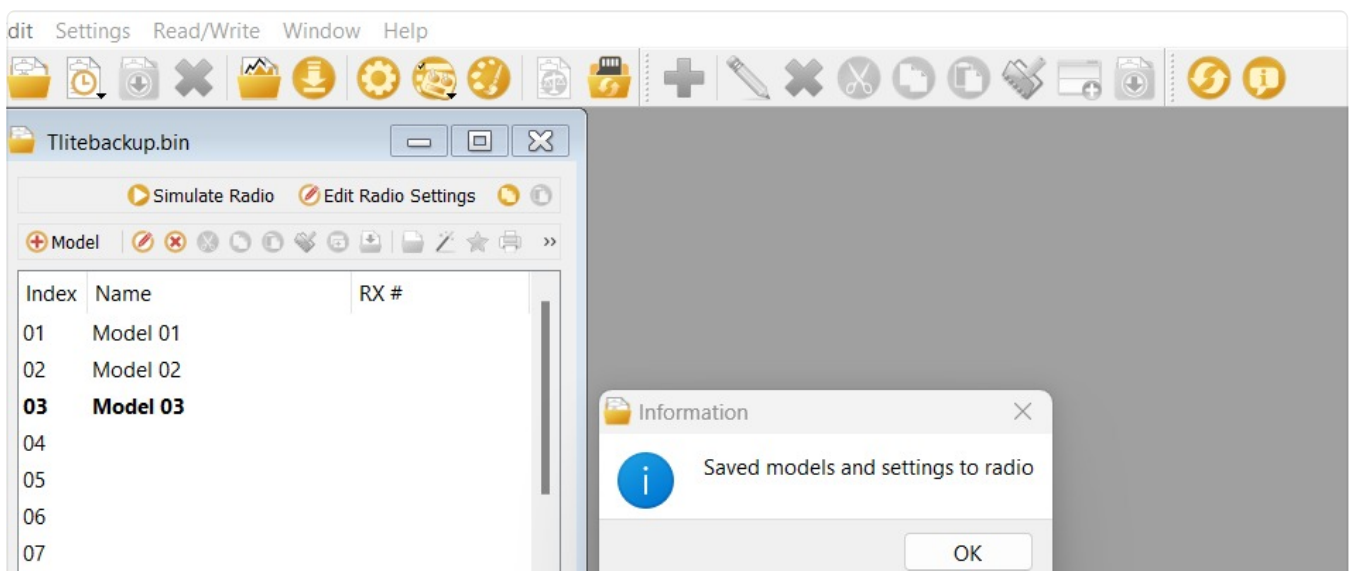 dit Settings Read/Write Window Help
Tlitebackup.bin
Simulate Radio Edit Radio Settings
Model
Index Name RX #
01 Model 01
02 Model 02
03 Model 03
04
05
06
07
Information
Saved models and settings to radio
OK